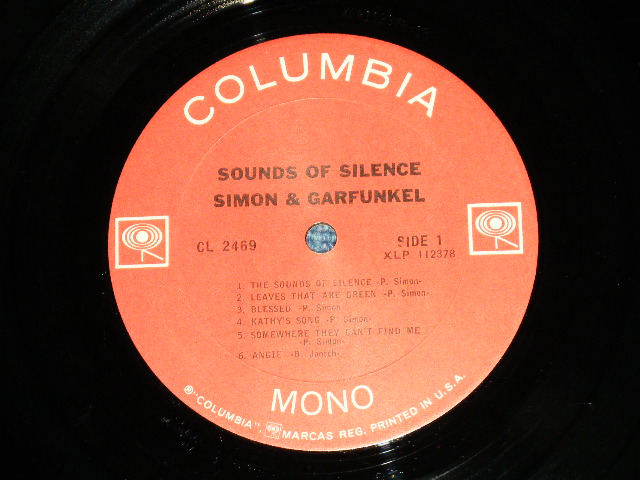 COLUMBIA
SOUNDS OF SILENCE
SIMON & GARFUNKEL
CL 2469
SIDE 1
XLP 112378
1. THE SOUNDS OF SILENCE -P. Simon-
2. LEAVES THAT ARE GREEN -P. Simon-
3. BLESSED -P. Simon-
4. KATHY'S SONG -P. Simon-
5. SOMEWHERE THEY CAN'T FIND ME
-P. Simon-
6. ANGIE -B. Jansch-
MONO
® "COLUMBIA", MARCAS REG. PRINTED IN U.S.A.